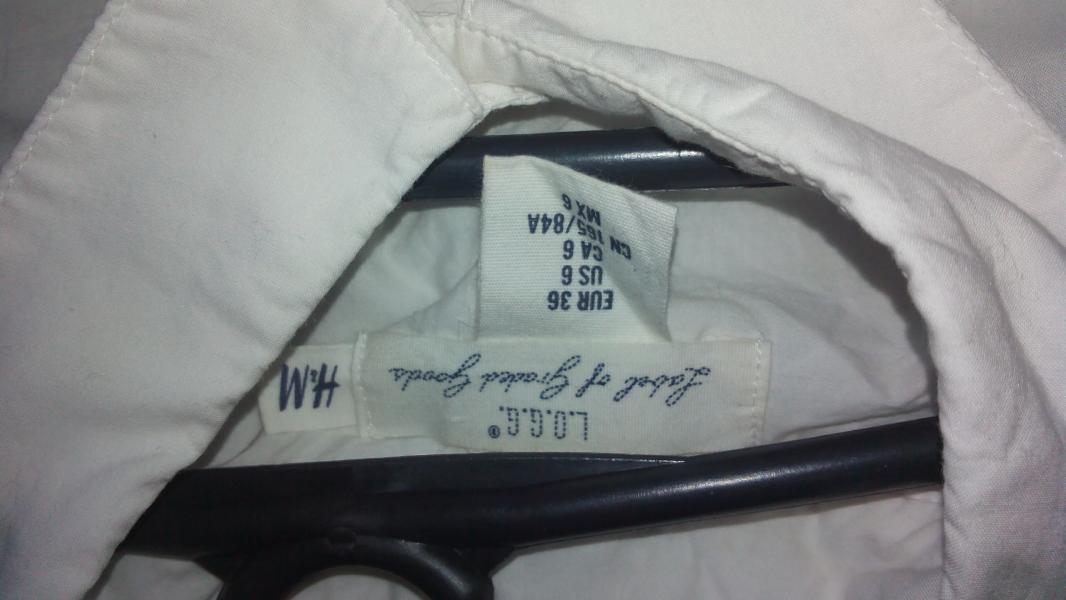 L.O.G.G.®
Label of Graded Goods
H&M
EUR 36
US 6
CA 6
CN 165/84A
MX 6